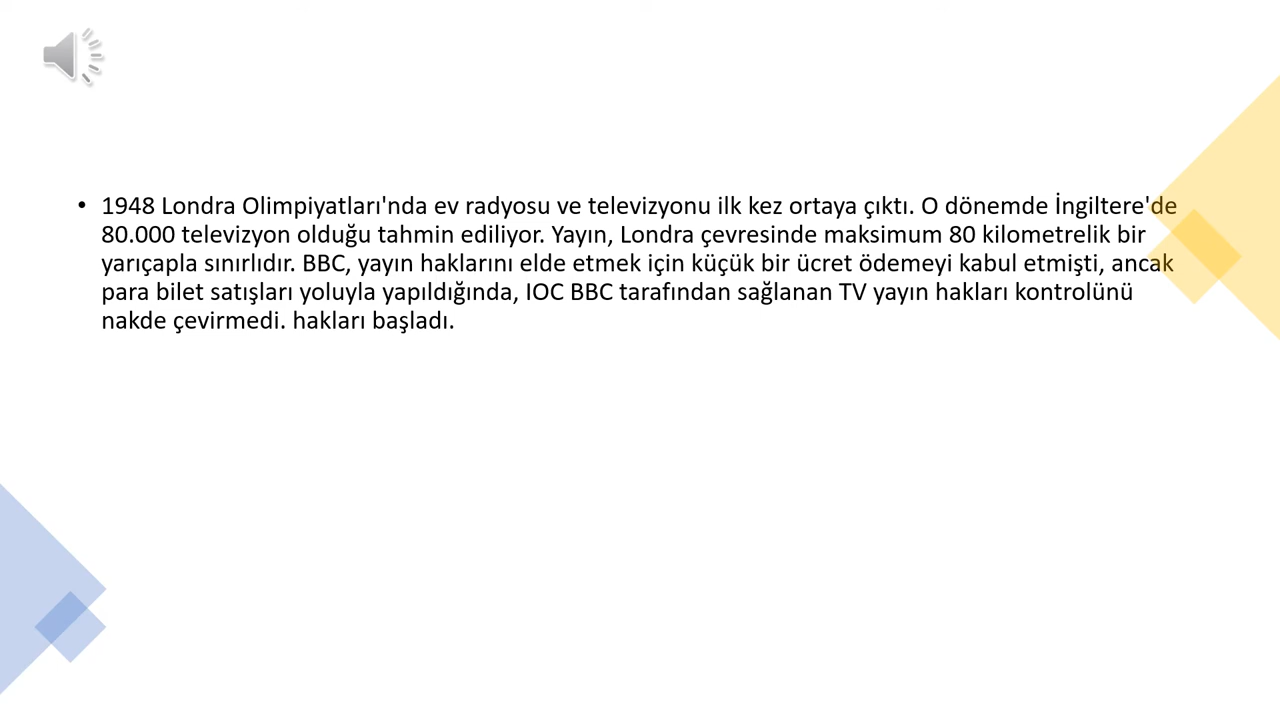 • 1948 Londra Olimpiyatları'nda ev radyosu ve televizyonu ilk kez ortaya çıktı. O dönemde İngiltere'de
80.000 televizyon olduğu tahmin ediliyor. Yayın, Londra çevresinde maksimum 80 kilometrelik bir
yarıçapla sınırlıdır. BBC, yayın haklarını elde etmek için küçük bir ücret ödemeyi kabul etmişti, ancak
para bilet satışları yoluyla yapıldığında, IOC BBC tarafından sağlanan TV yayın hakları kontrolünü
nakde çevirmedi. hakları başladı.